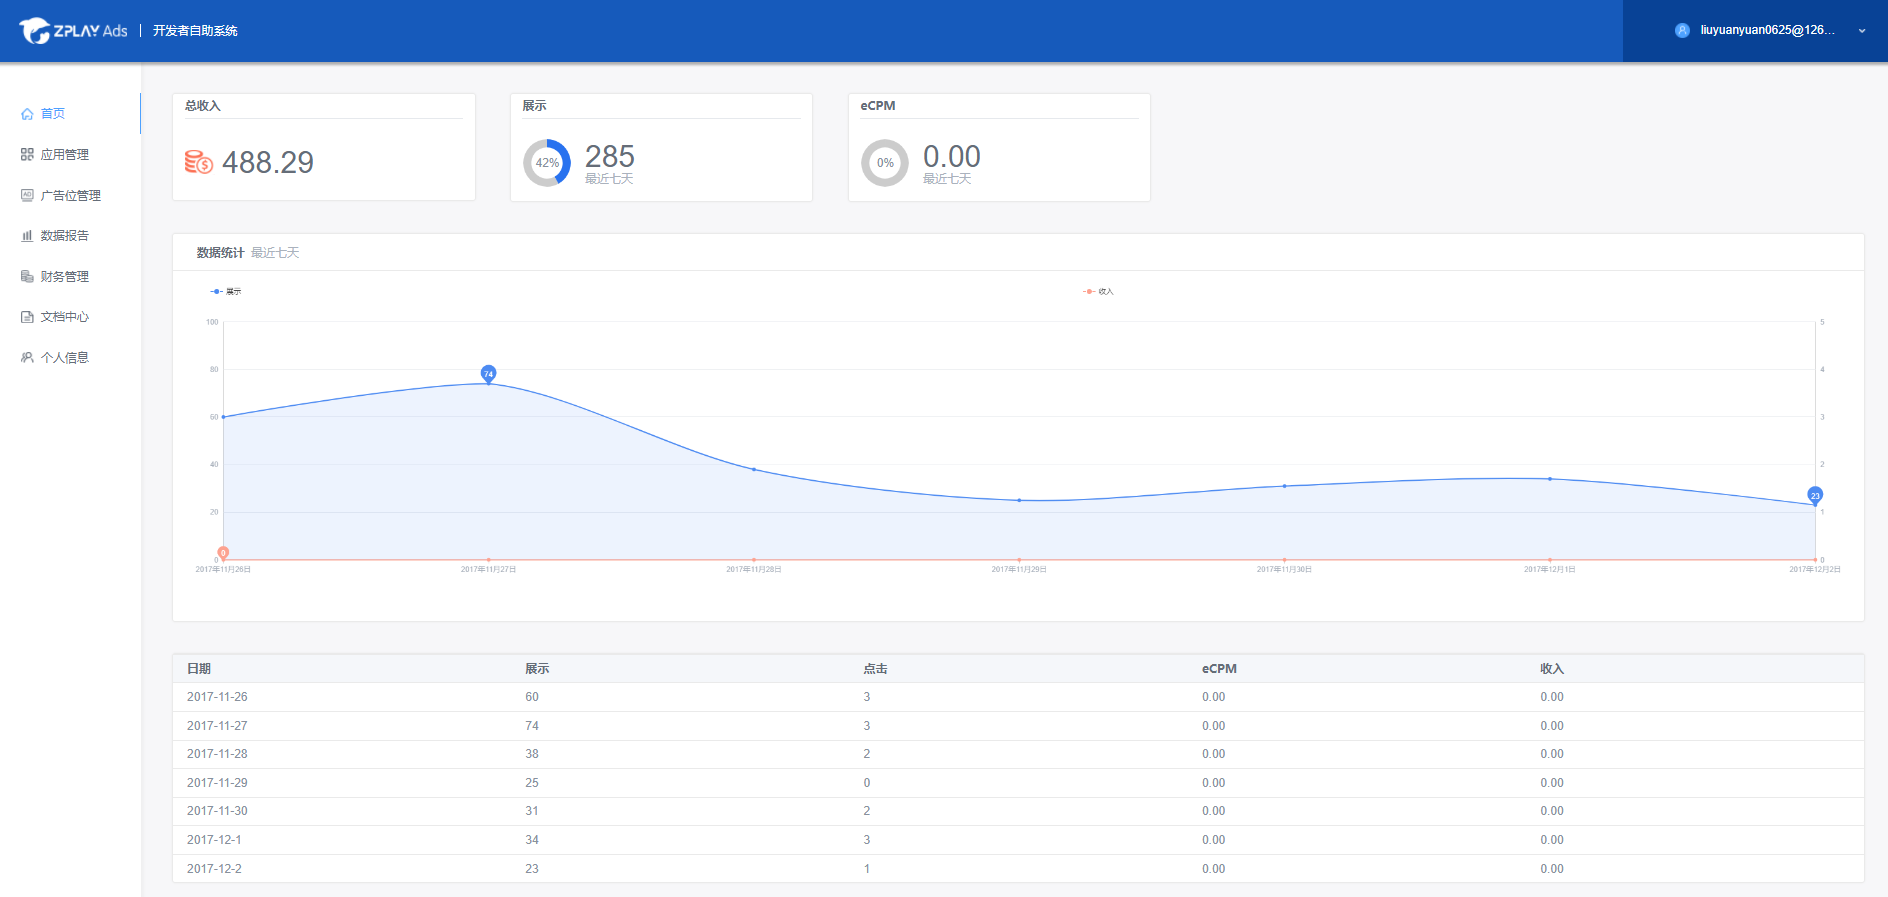 ZPLAY Ads | 开发者自助系统
liuyuanyuan0625@126...
首页
应用管理
广告位管理
数据报告
财务管理
文档中心
个人信息
总收入
488.29
展示
42%
285
最近七天
eCPM
0%
0.00
最近七天
数据统计 最近七天
展示
收入
100
80
60
40
20
0
5
4
3
2
1
0
74
23
0
2017年11月26日 2017年11月27日 2017年11月28日 2017年11月29日 2017年11月30日 2017年12月1日 2017年12月2日
日期 展示 点击 eCPM 收入
2017-11-26 60 3 0.00 0.00
2017-11-27 74 3 0.00 0.00
2017-11-28 38 2 0.00 0.00
2017-11-29 25 0 0.00 0.00
2017-11-30 31 2 0.00 0.00
2017-12-1 34 3 0.00 0.00
2017-12-2 23 1 0.00 0.00